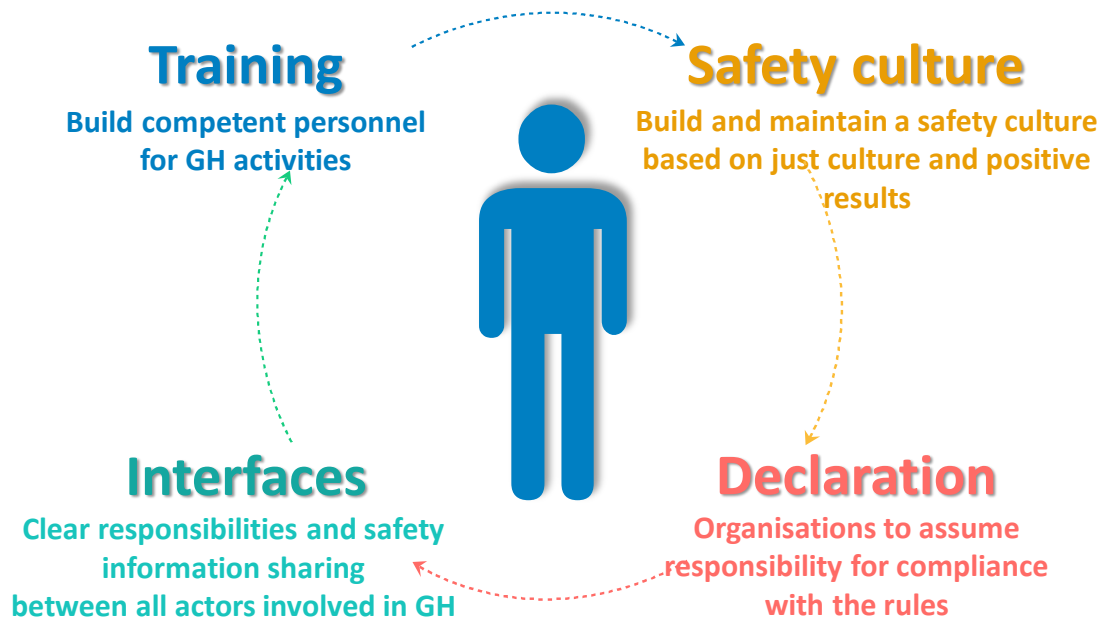 Training
Build competent personnel
for GH activities
Safety culture
Build and maintain a safety culture
based on just culture and positive
results
Interfaces
Clear responsibilities and safety
information sharing
between all actors involved in GH
Declaration
Organisations to assume
responsibility for compliance
with the rules